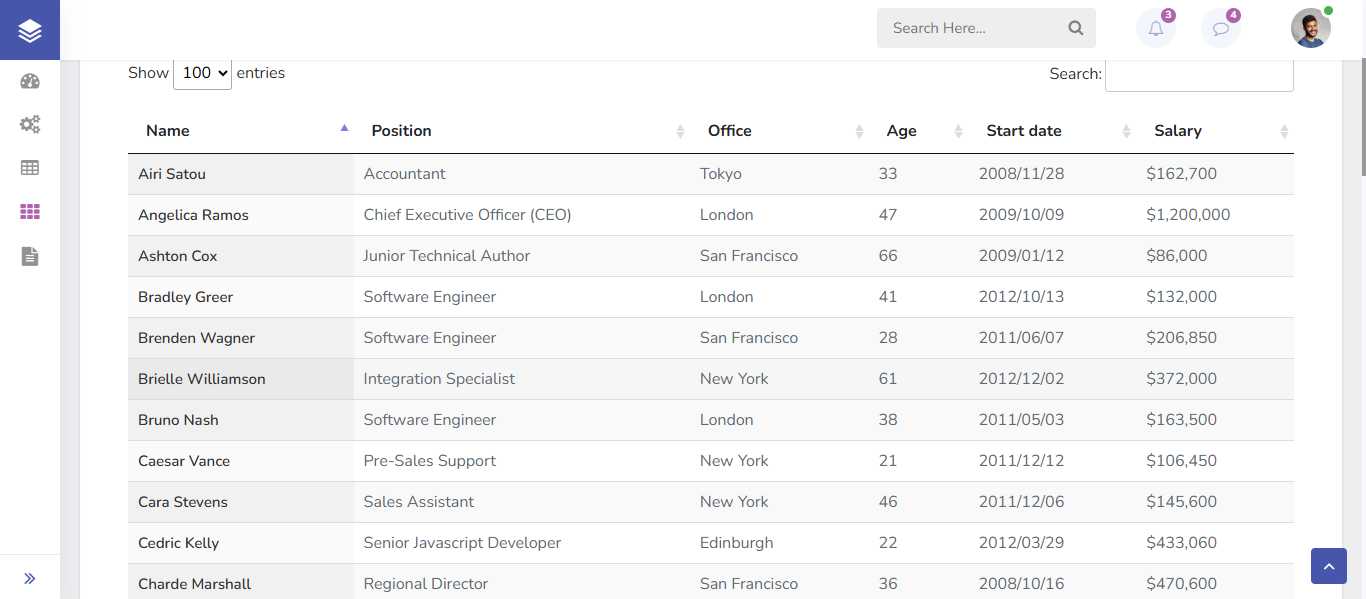 Search Here...
3
4
Show 100 entries
Search:
Name Position Office Age Start date Salary
Airi Satou Accountant Tokyo 33 2008/11/28 $162,700
Angelica Ramos Chief Executive Officer (CEO) London 47 2009/10/09 $1,200,000
Ashton Cox Junior Technical Author San Francisco 66 2009/01/12 $86,000
Bradley Greer Software Engineer London 41 2012/10/13 $132,000
Brenden Wagner Software Engineer San Francisco 28 2011/06/07 $206,850
Brielle Williamson Integration Specialist New York 61 2012/12/02 $372,000
Bruno Nash Software Engineer London 38 2011/05/03 $163,500
Caesar Vance Pre-Sales Support New York 21 2011/12/12 $106,450
Cara Stevens Sales Assistant New York 46 2011/12/06 $145,600
Cedric Kelly Senior Javascript Developer Edinburgh 22 2012/03/29 $433,060
Charde Marshall Regional Director San Francisco 36 2008/10/16 $470,600